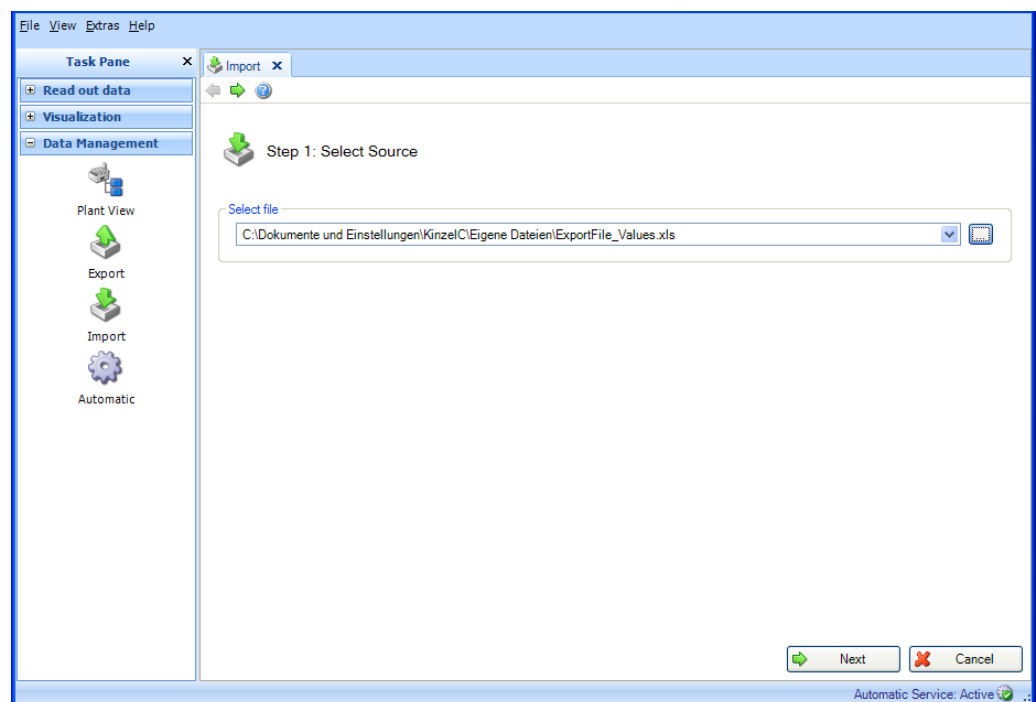 File View Extras Help
Task Pane
Import
Read out data
Visualization
Data Management
Step 1: Select Source
Plant View
Select file
C:\Dokumente und Einstellungen\KinzelC\Eigene Dateien\ExportFile_Values.xls
...
Export
Import
Automatic
Next
Cancel
Automatic Service: Active